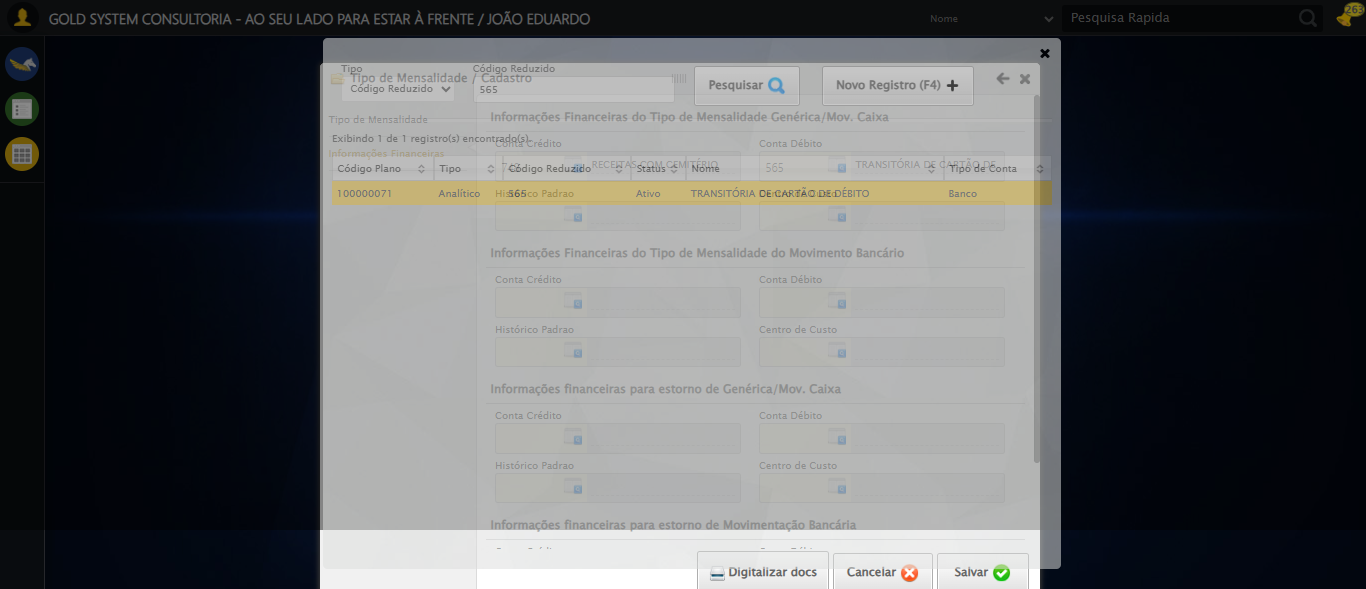 GOLD SYSTEM CONSULTORIA - AO SEU LADO PARA ESTAR À FRENTE / JOÃO EDUARDO
Nome
Pesquisa Rapida
263
Tipo
Código Reduzido
Tipo de Mensalidade / Cadastro
Código Reduzido
565
Pesquisar
Novo Registro (F4)
Tipo de Mensalidade
Informações Financeiras do Tipo de Mensalidade Genérica/Mov. Caixa
Exibindo 1 de 1 registro(s) encontrado(s).
Conta Crédito
Conta Débito
Informações Financeiras
RECEITAS COM CEMITÉRIO
565
TRANSITÓRIA DE CARTÃO DE
Código Plano
Tipo
Código Reduzido
Status
Nome
Tipo de Conta
Histórico Padrao
Centro de Custo
100000071
Analítico
565
Ativo
TRANSITÓRIA DE CARTÃO DE DÉBITO
Banco
Informações Financeiras do Tipo de Mensalidade do Movimento Bancário
Conta Crédito
Conta Débito
Histórico Padrao
Centro de Custo
Informações financeiras para estorno de Genérica/Mov. Caixa
Conta Crédito
Conta Débito
Histórico Padrao
Centro de Custo
Informações financeiras para estorno de Movimentação Bancária
Digitalizar docs
Cancelar
Salvar